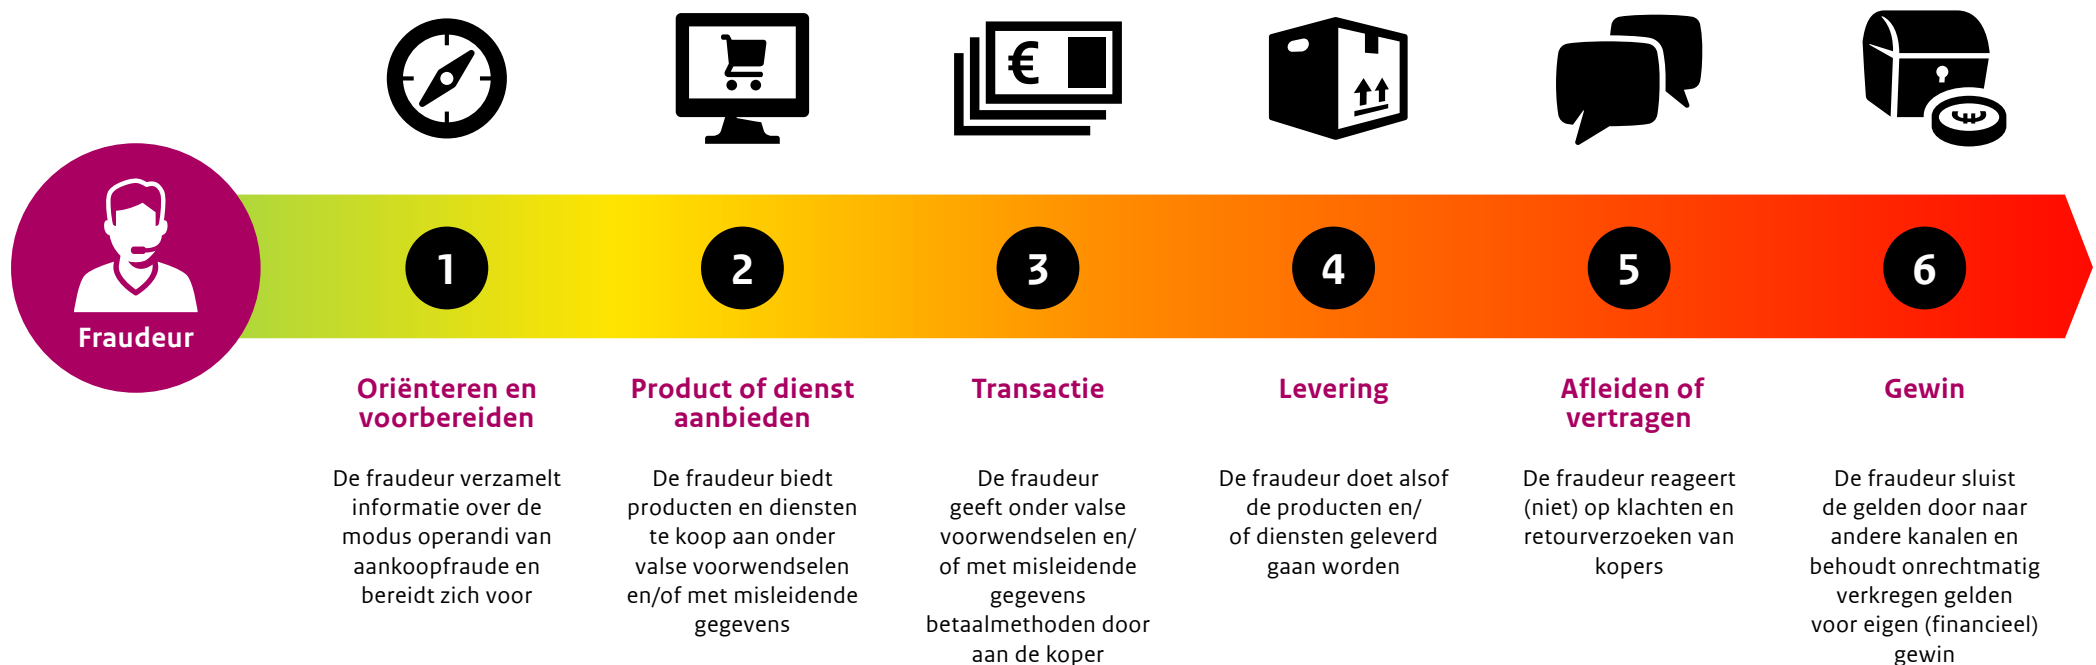 Fraudeur
1
2
3
4
5
6
Oriënteren en
voorbereiden
De fraudeur verzamelt
informatie over de
modus operandi van
aankoopfraude en
bereidt zich voor
Product of dienst
aanbieden
De fraudeur biedt
producten en diensten
te koop aan onder
valse voorwendselen
en/of met misleidende
gegevens
Transactie
De fraudeur
geeft onder valse
voorwendselen en/
of met misleidende
gegevens
betaalmethoden door
aan de koper
Levering
De fraudeur doet alsof
de producten en/
of diensten geleverd
gaan worden
Afleiden of
vertragen
De fraudeur reageert
(niet) op klachten en
retourverzoeken van
kopers
Gewin
De fraudeur sluist
de gelden door naar
andere kanalen en
behoudt onrechtmatig
verkregen gelden
voor eigen (financieel)
gewin